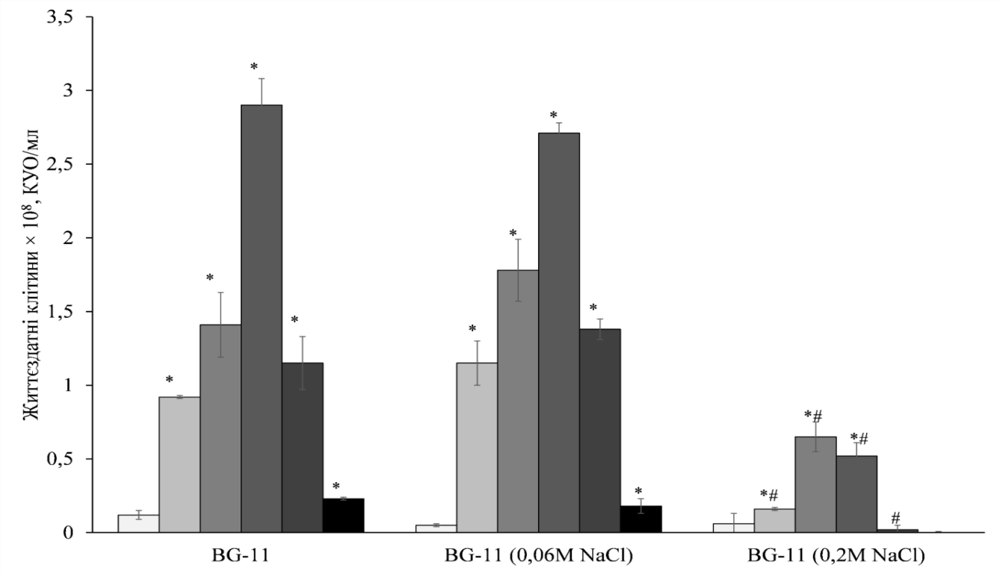 Життєздатні клітини × 10⁸, КУО/мл
3,5
3
2,5
2
1,5
1
0,5
0
* * * * * 
* * * * * 
*# *# *# #
BG-11 BG-11 (0,06M NaCl) BG-11 (0,2M NaCl)